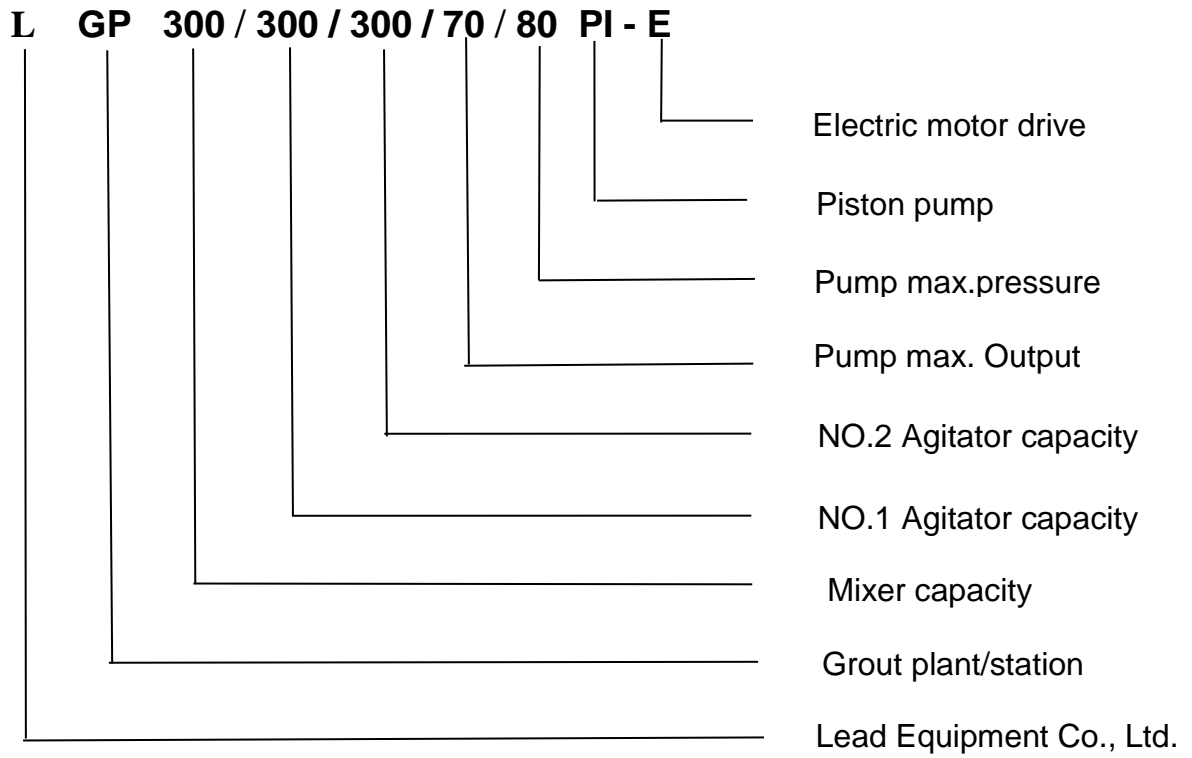 L GP 300 / 300 / 300 / 70 / 80 PI - E
Electric motor drive
Piston pump
Pump max.pressure
Pump max. Output
NO.2 Agitator capacity
NO.1 Agitator capacity
Mixer capacity
Grout plant/station
Lead Equipment Co., Ltd.